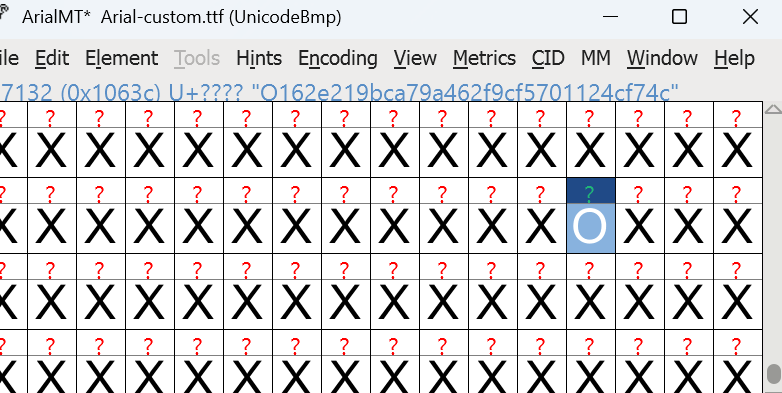 ArialMT* Arial-custom.ttf (UnicodeBmp)
ile Edit Element Tools Hints Encoding View Metrics CID MM Window Help
7132 (0x1063c) U+???? "O162e219bca79a462f9cf5701124cf74c"
? ? ? ? ? ? ? ? ? ? ? ? ? ? ? ?
X X X X X X X X X X X X X X X X
? ? ? ? ? ? ? ? ? ? ? ? ? ? ? ?
X X X X X X X X X X X X O X X X
? ? ? ? ? ? ? ? ? ? ? ? ? ? ? ?
X X X X X X X X X X X X X X X X
? ? ? ? ? ? ? ? ? ? ? ? ? ? ? ?
X X X X X X X X X X X X X X X X